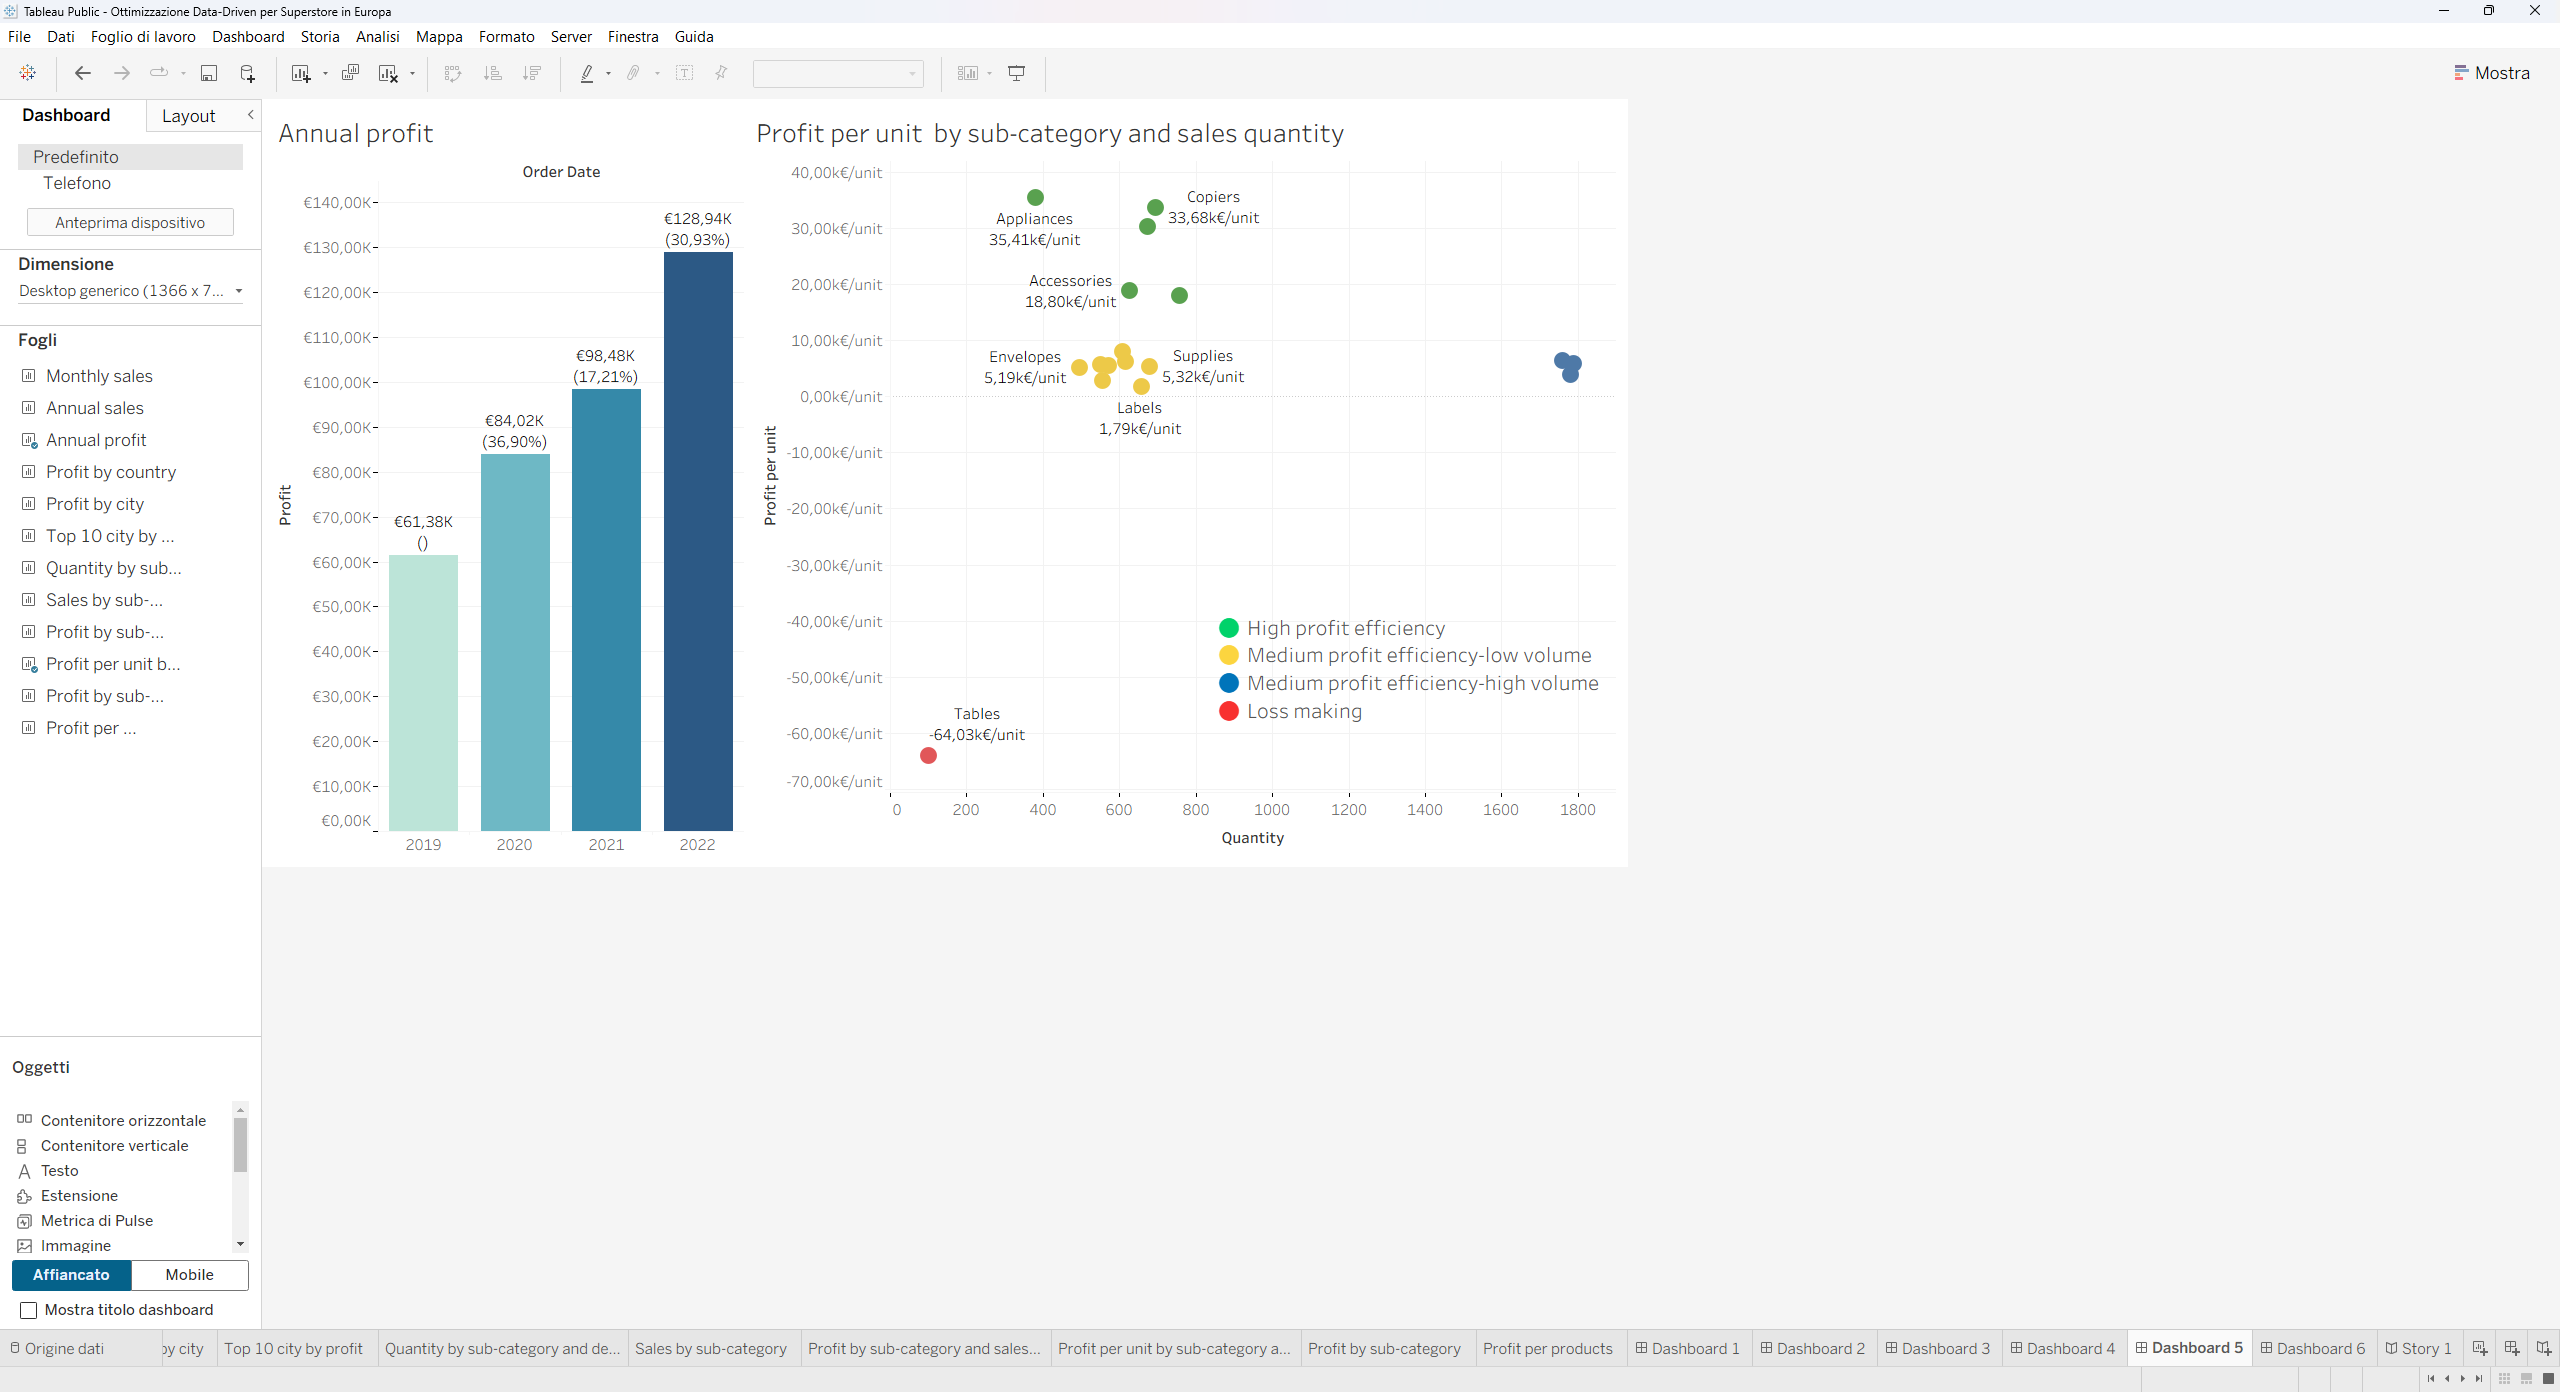 Tableau Public - Ottimizzazione Data-Driven per Superstore in Europa
File Dati Foglio di lavoro Dashboard Storia Analisi Mappa Formato Server Finestra Guida
Mostra
Dashboard Layout
Predefinito
Telefono
Anteprima dispositivo
Dimensione
Desktop generico (1366 x 7...
Fogli
Monthly sales
Annual sales
Annual profit
Profit by country
Profit by city
Top 10 city by ...
Quantity by sub...
Sales by sub-...
Profit by sub-...
Profit per unit b...
Profit by sub-...
Profit per ...
Oggetti
Contenitore orizzontale
Contenitore verticale
Testo
Estensione
Metrica di Pulse
Immagine
Affiancato Mobile
Mostra titolo dashboard
Annual profit
Order Date
Profit
€140,00K
€130,00K
€120,00K
€110,00K
€100,00K
€90,00K
€80,00K
€70,00K
€60,00K
€50,00K
€40,00K
€30,00K
€20,00K
€10,00K
€0,00K
€61,38K
()
€84,02K
(36,90%)
€98,48K
(17,21%)
€128,94K
(30,93%)
2019 2020 2021 2022
Profit per unit by sub-category and sales quantity
Profit per unit
40,00k€/unit
30,00k€/unit
20,00k€/unit
10,00k€/unit
0,00k€/unit
-10,00k€/unit
-20,00k€/unit
-30,00k€/unit
-40,00k€/unit
-50,00k€/unit
-60,00k€/unit
-70,00k€/unit
Appliances
35,41k€/unit
Copiers
33,68k€/unit
Accessories
18,80k€/unit
Envelopes
5,19k€/unit
Supplies
5,32k€/unit
Labels
1,79k€/unit
Tables
-64,03k€/unit
High profit efficiency
Medium profit efficiency-low volume
Medium profit efficiency-high volume
Loss making
0 200 400 600 800 1000 1200 1400 1600 1800
Quantity
Origine dati by city Top 10 city by profit Quantity by sub-category and de... Sales by sub-category Profit by sub-category and sales... Profit per unit by sub-category a... Profit by sub-category Profit per products Dashboard 1 Dashboard 2 Dashboard 3 Dashboard 4 Dashboard 5 Dashboard 6 Story 1